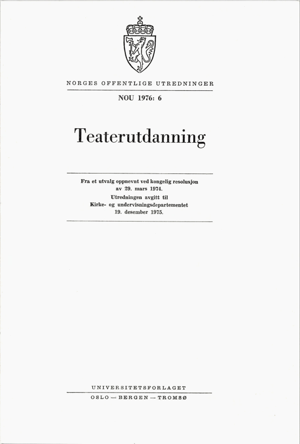 NORGES OFFENTLIGE UTREDNINGER
NOU 1976: 6
Teaterutdanning
Fra et utvalg oppnevnt ved kongelig resolusjon
av 29. mars 1974.
Utredningen avgitt til
Kirke- og undervisningsdepartementet
19. desember 1975.
UNIVERSITETSFORLAGET
OSLO — BERGEN — TROMSØ